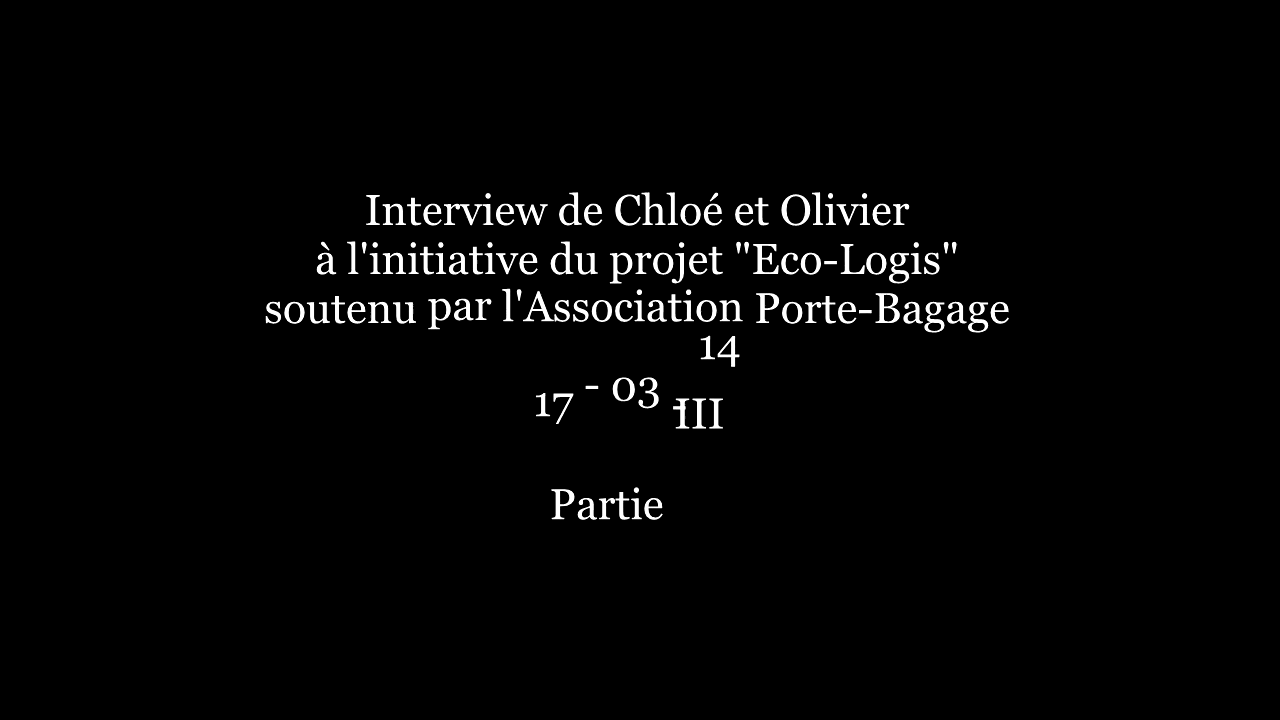 Interview de Chloé et Olivier
à l'initiative du projet "Eco-Logis"
soutenu par l'Association Porte-Bagage
17 - 03 - 14
Partie III